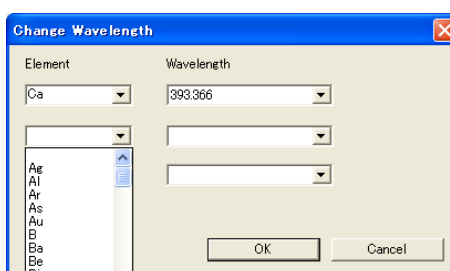 Change Wavelength
Element Wavelength
Ca 393.366
Ag
Al
Ar
As
Au
B
Ba
Be
OK Cancel